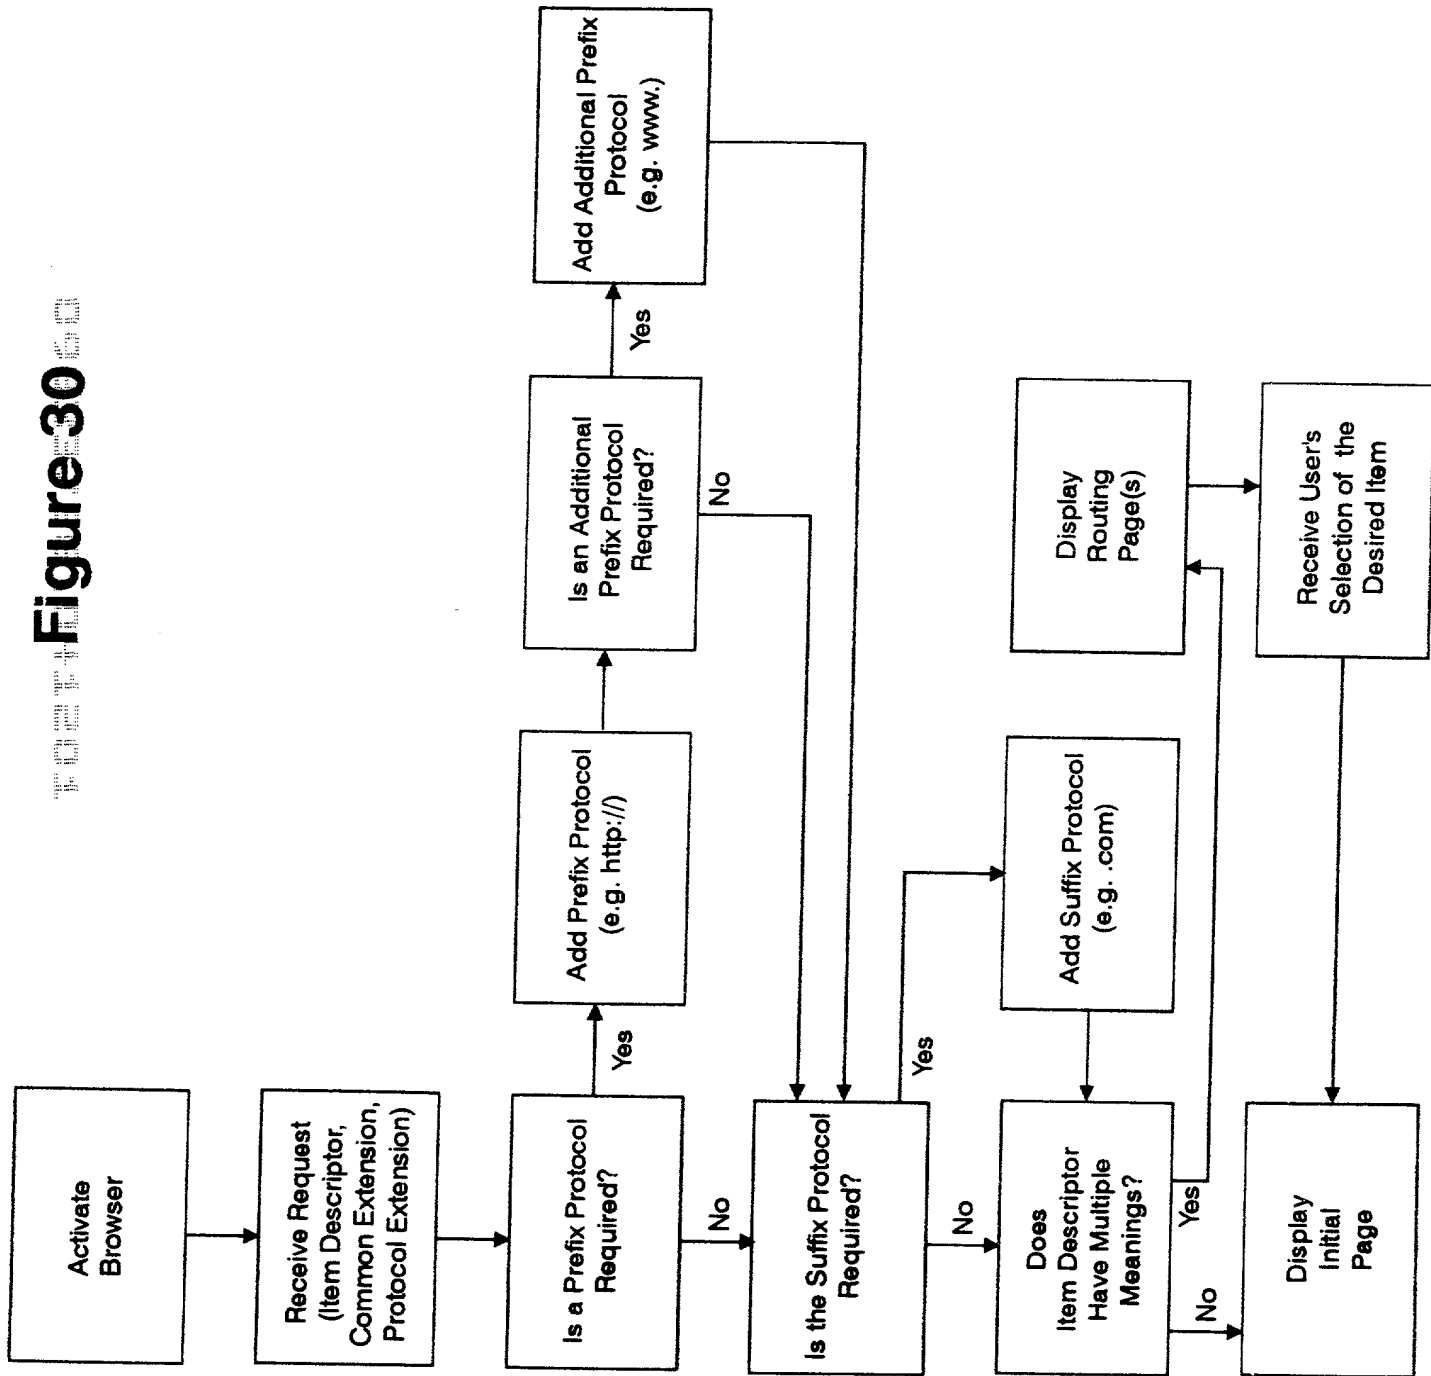 Figure 30
Activate
Browser
Receive Request
(Item Descriptor,
Common Extension,
Protocol Extension)
Is a Prefix Protocol
Required?
Yes
No
Add Prefix Protocol
(e.g. http://)
Is an Additional
Prefix Protocol
Required?
Yes
No
Add Additional Prefix
Protocol
(e.g. www.)
Is the Suffix Protocol
Required?
Yes
No
Add Suffix Protocol
(e.g. .com)
Does
Item Descriptor
Have Multiple
Meanings?
Yes
No
Display
Routing
Page(s)
Receive User's
Selection of the
Desired Item
Display
Initial
Page